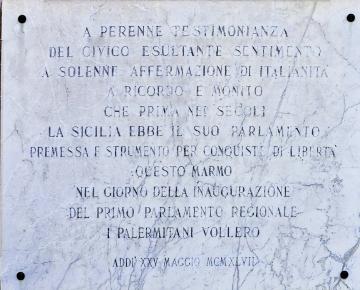 A PERENNE TESTIMONIANZA
DEL CIVICO ESULTANTE SENTIMENTO
A SOLENNE AFFERMAZIONE DI ITALIANITÀ
A RICORDO E MONITO
CHE PRIMA NEI SECOLI
LA SICILIA EBBE IL SUO PARLAMENTO
PREMESSA E STRUMENTO PER CONQUISTE DI LIBERTÀ
QUESTO MARMO
NEL GIORNO DELLA INAUGURAZIONE
DEL PRIMO PARLAMENTO REGIONALE
I PALERMITANI VOLLERO
ADDI' XXV MAGGIO MCMXLVII